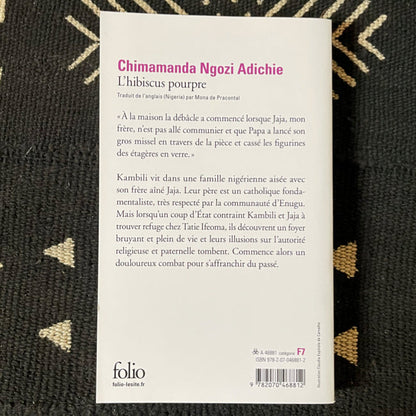 Chimamanda Ngozi Adichie
L'hibiscus pourpre
Traduit de l'anglais (Nigeria) par Mona de Pracontal
« À la maison la débâcle a commencé lorsque Jaja, mon
frère, n'est pas allé communier et que Papa a lancé son
gros missel en travers de la pièce et cassé les figurines
des étagères en verre. »
Kambili vit dans une famille nigérienne aisée avec
son frère aîné Jaja. Leur père est un catholique fonda-
mentaliste, très respecté par la communauté d'Enugu.
Mais lorsqu'un coup d'État contraint Kambili et Jaja à
trouver refuge chez Tatie Ifeoma, ils découvrent un foyer
bruyant et plein de vie et leurs illusions sur l'autorité
religieuse et paternelle tombent. Commence alors un
douloureux combat pour s'affranchir du passé.
A 46881 catégorie F7
ISBN 978-2-07-046881-2
folio
folio-lesite.fr
9 782070 468812